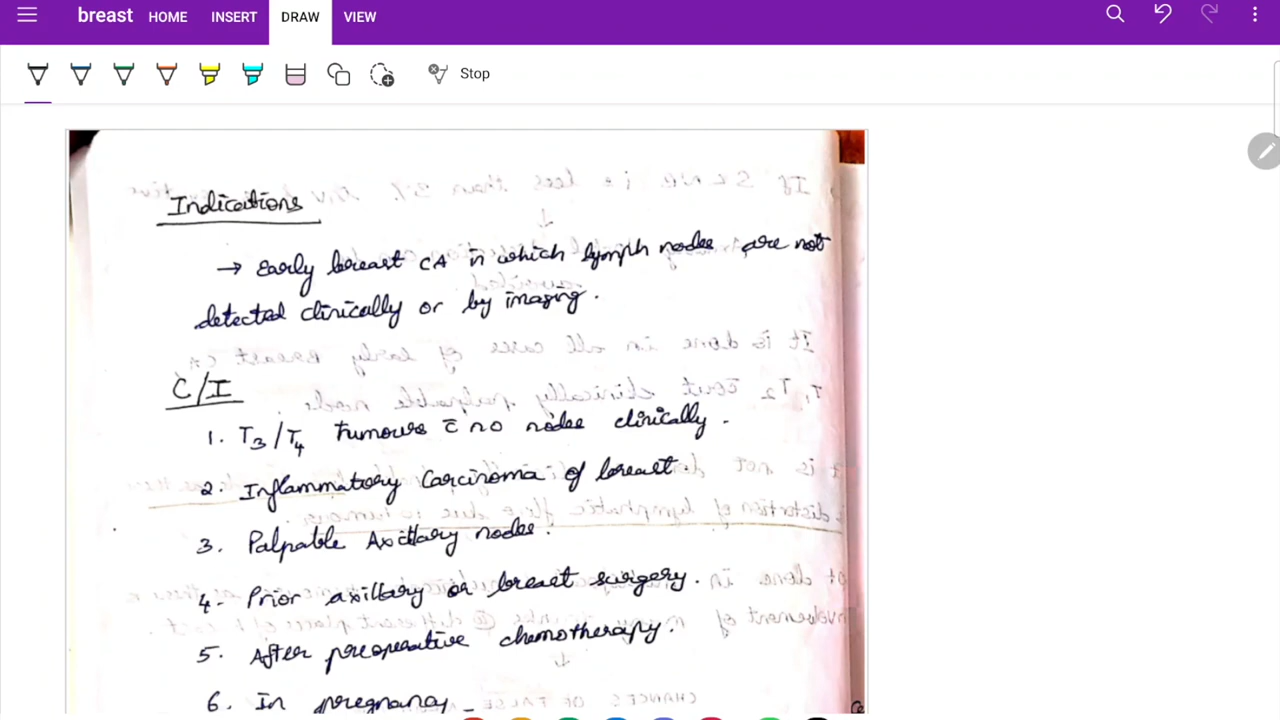 breast HOME INSERT DRAW VIEW
Stop
Indications
→ Early breast CA in which lymph nodes are not
detected clinically or by imaging.
C/I
1. T3/T4 tumours c̄ no nodes clinically.
2. Inflammatory Carcinoma of breast
3. Palpable Axillary nodes.
4. Prior axillary or breast surgery.
5. After preoperative chemotherapy.
6. In pregnancy